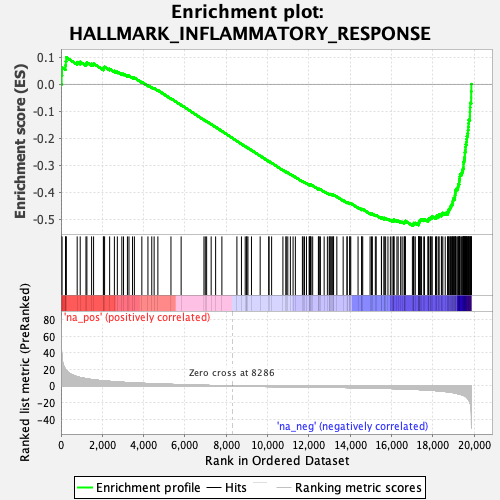 Enrichment plot:
HALLMARK_INFLAMMATORY_RESPONSE
Enrichment score (ES)
0.1
0.0
-0.1
-0.2
-0.3
-0.4
-0.5
'na_pos' (positively correlated)
Ranked list metric (PreRanked)
80
60
40
20
0
-20
-40
Zero cross at 8286
'na_neg' (negatively correlated)
0
2,000
4,000
6,000
8,000
10,000
12,000
14,000
16,000
18,000
20,000
Rank in Ordered Dataset
Enrichment profile
Hits
Ranking metric scores